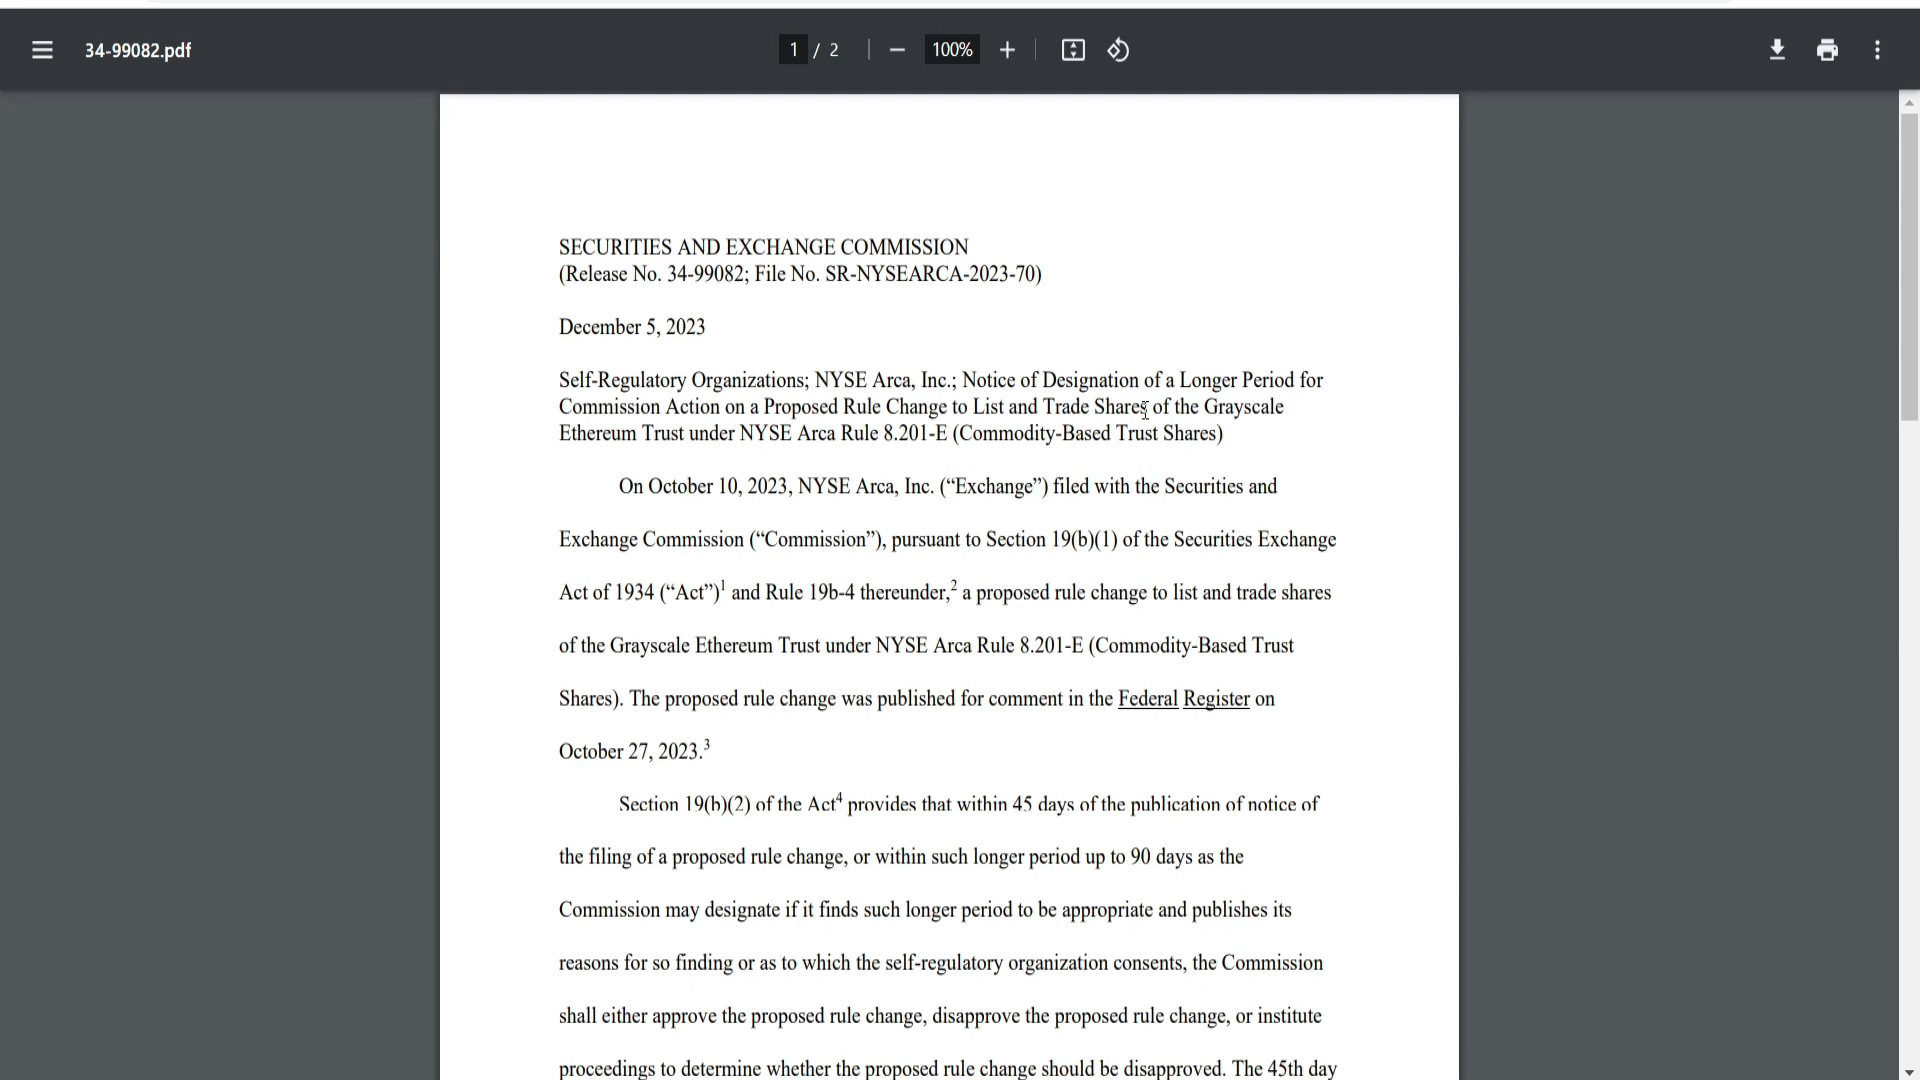 34-99082.pdf
1 / 2
100%
SECURITIES AND EXCHANGE COMMISSION
(Release No. 34-99082; File No. SR-NYSEARCA-2023-70)
December 5, 2023
Self-Regulatory Organizations; NYSE Arca, Inc.; Notice of Designation of a Longer Period for
Commission Action on a Proposed Rule Change to List and Trade Shares of the Grayscale
Ethereum Trust under NYSE Arca Rule 8.201-E (Commodity-Based Trust Shares)
On October 10, 2023, NYSE Arca, Inc. (“Exchange”) filed with the Securities and
Exchange Commission (“Commission”), pursuant to Section 19(b)(1) of the Securities Exchange
Act of 1934 (“Act”)1 and Rule 19b-4 thereunder,2 a proposed rule change to list and trade shares
of the Grayscale Ethereum Trust under NYSE Arca Rule 8.201-E (Commodity-Based Trust
Shares). The proposed rule change was published for comment in the Federal Register on
October 27, 2023.3
Section 19(b)(2) of the Act4 provides that within 45 days of the publication of notice of
the filing of a proposed rule change, or within such longer period up to 90 days as the
Commission may designate if it finds such longer period to be appropriate and publishes its
reasons for so finding or as to which the self-regulatory organization consents, the Commission
shall either approve the proposed rule change, disapprove the proposed rule change, or institute
proceedings to determine whether the proposed rule change should be disapproved. The 45th day